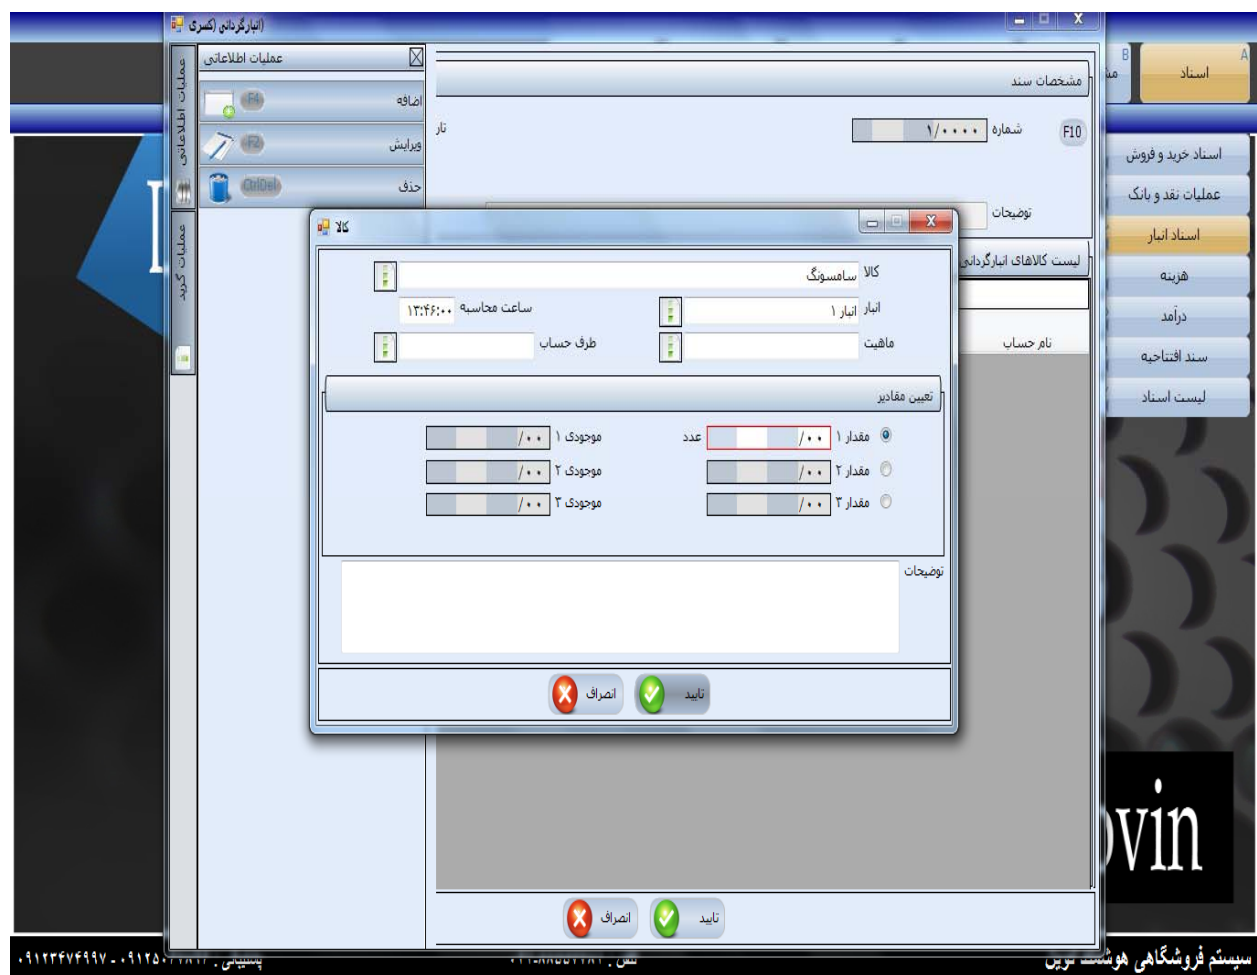 انبارگردانی (کسری)
A
اسناد
B
اسناد خرید و فروش
عملیات نقد و بانک
اسناد انبار
هزینه
درآمد
سند افتتاحیه
لیست اسناد
عملیات اطلاعاتی
عملیات گرید
عملیات اطلاعاتی
اضافه F4
ویرایش F2
حذف CtrlDel
مشخصات سند
F10 شماره ۱/۰۰۰۰
توضیحات
لیست کالاهای انبارگردانی
نام حساب
کالا
کالا سامسونگ
انبار انبار ۱ ساعت محاسبه ۱۳:۴۶:۰۰
ماهیت طرف حساب
تعیین مقادیر
مقدار ۱ /۰۰ عدد موجودی ۱ /۰۰
مقدار ۲ /۰۰ موجودی ۲ /۰۰
مقدار ۳ /۰۰ موجودی ۳ /۰۰
توضیحات
تایید انصراف
تایید انصراف
ovin
سیستم فروشگاهی هوشمند نوین